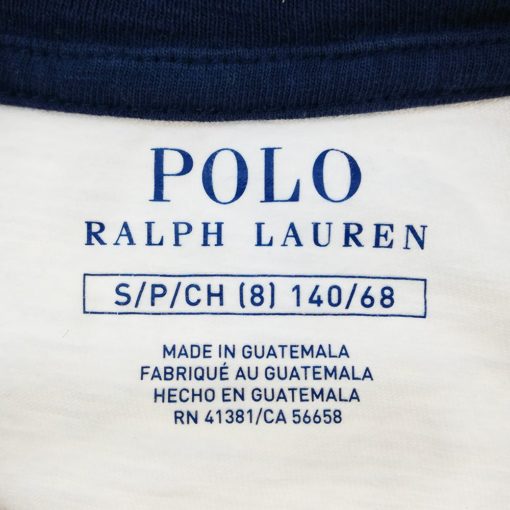 POLO
RALPH LAUREN
S/P/CH (8) 140/68
MADE IN GUATEMALA
FABRIQUÉ AU GUATEMALA
HECHO EN GUATEMALA
RN 41381/CA 56658